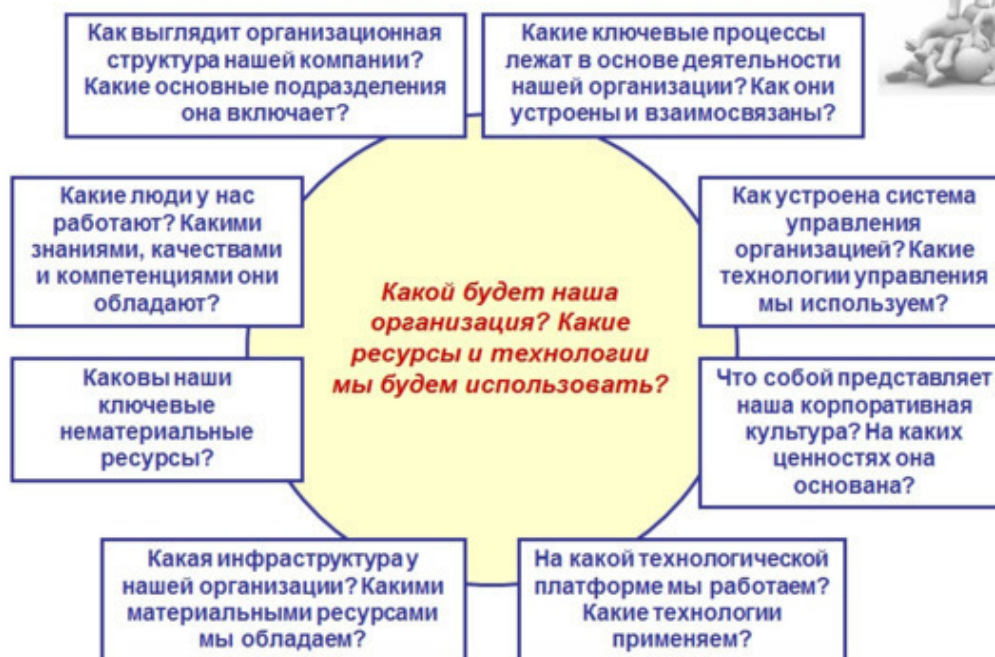 Как выглядит организационная
структура нашей компании?
Какие основные подразделения
она включает?
Какие ключевые процессы
лежат в основе деятельности
нашей организации? Как они
устроены и взаимосвязаны?
Какие люди у нас
работают? Какими
знаниями, качествами
и компетенциями они
обладают?
Как устроена система
управления
организацией? Какие
технологии управления
мы используем?
Какой будет наша
организация? Какие
ресурсы и технологии
мы будем использовать?
Каковы наши
ключевые
нематериальные
ресурсы?
Что собой представляет
наша корпоративная
культура? На каких
ценностях она
основана?
Какая инфраструктура у
нашей организации? Какими
материальными ресурсами
мы обладаем?
На какой технологической
платформе мы работаем?
Какие технологии
применяем?